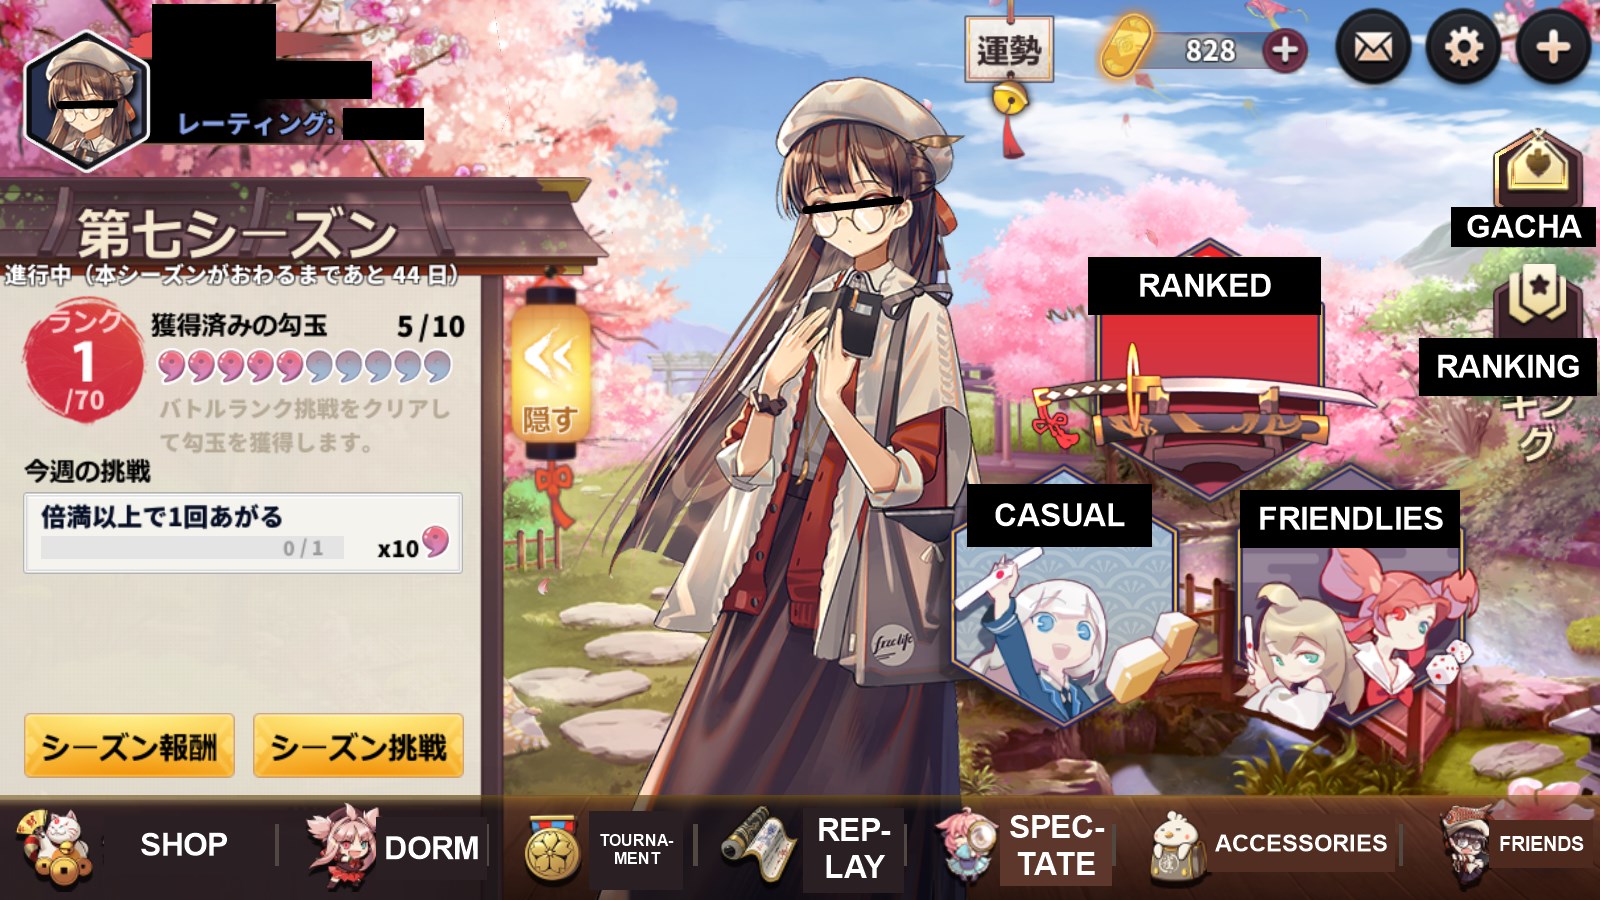 レーティング:
運勢
828
第七シーズン
進行中（本シーズンがおわるまであと 44 日）
ランク
1
/70
獲得済みの勾玉 5/10
バトルランク挑戦をクリアし
て勾玉を獲得します。
今週の挑戦
倍満以上で1回あがる
0 / 1
x10
シーズン報酬
シーズン挑戦
隠す
free life
GACHA
RANKING
キング
RANKED
CASUAL
FRIENDLIES
SHOP
DORM
TOURNA-
MENT
REP-
LAY
SPEC-
TATE
ACCESSORIES
FRIENDS